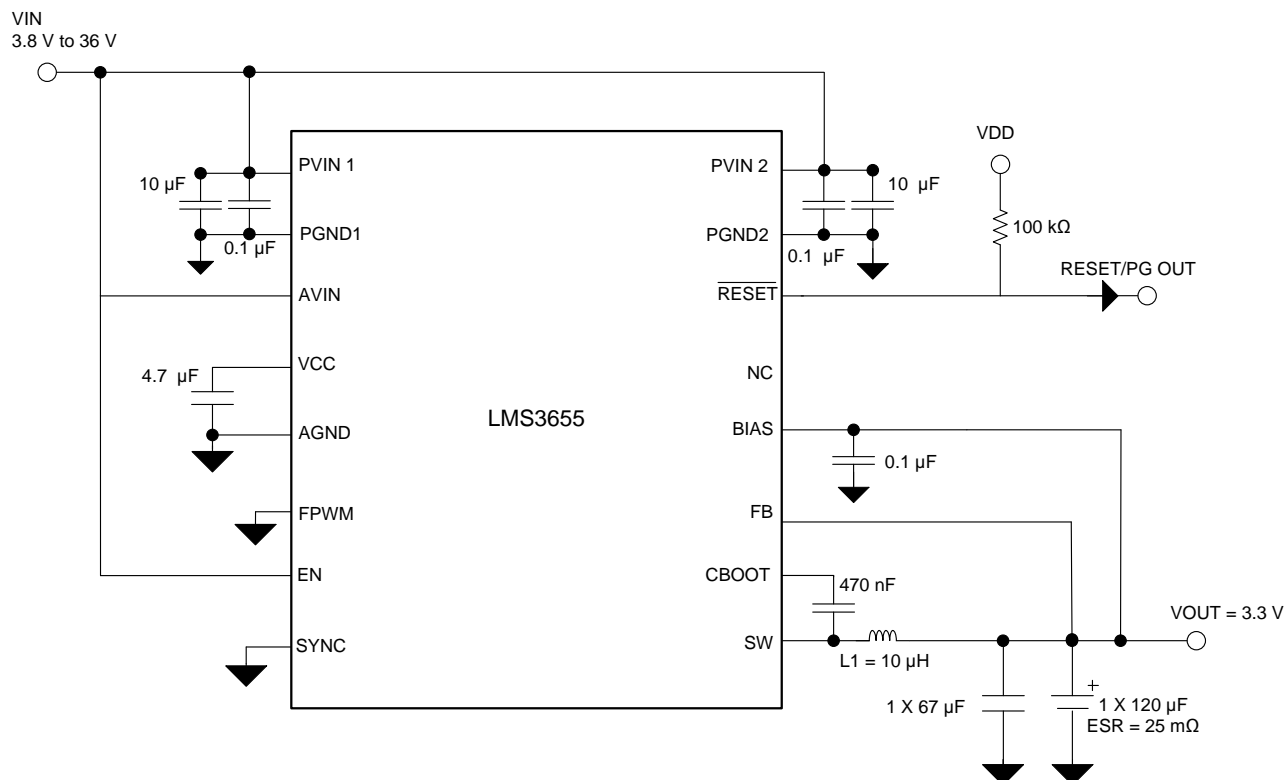 VIN
3.8 V to 36 V
VDD
PVIN 1
PVIN 2
10 µF
10 µF
100 kΩ
PGND1
PGND2
0.1 µF
0.1 µF
RESET/PG OUT
AVIN
RESET
VCC
NC
4.7 µF
LMS3655
AGND
BIAS
0.1 µF
FPWM
FB
EN
CBOOT
470 nF
VOUT = 3.3 V
SYNC
SW
L1 = 10 µH
+
1 X 67 µF
1 X 120 µF
ESR = 25 mΩ